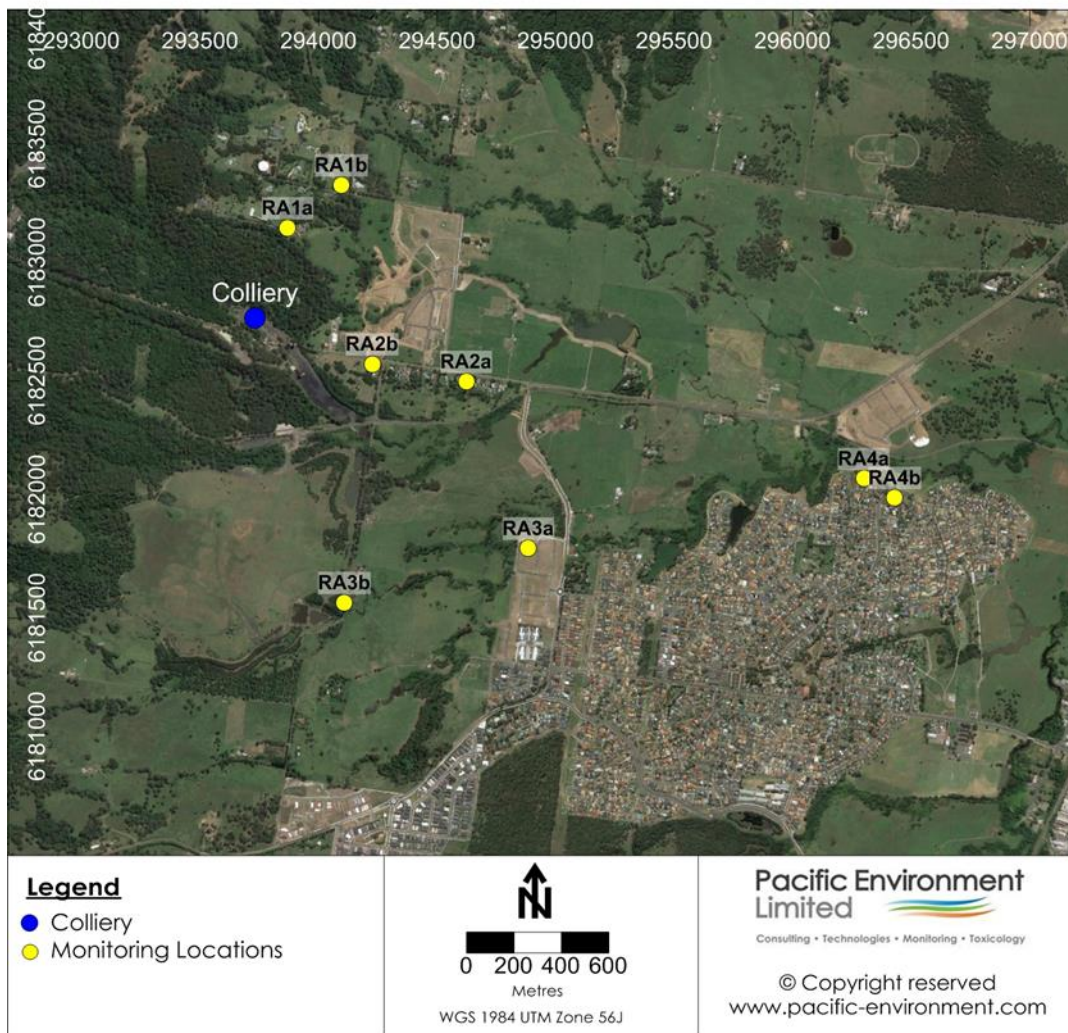 293000 293500 294000 294500 295000 295500 296000 296500 297000
618400
6183500
6183000
6182500
6182000
6181500
6181000
RA1b
RA1a
Colliery
RA2b
RA2a
RA4a
RA4b
RA3a
RA3b
Legend
Colliery
Monitoring Locations
N
0 200 400 600
Metres
WGS 1984 UTM Zone 56J
Pacific Environment
Limited
Consulting • Technologies • Monitoring • Toxicology
© Copyright reserved
www.pacific-environment.com